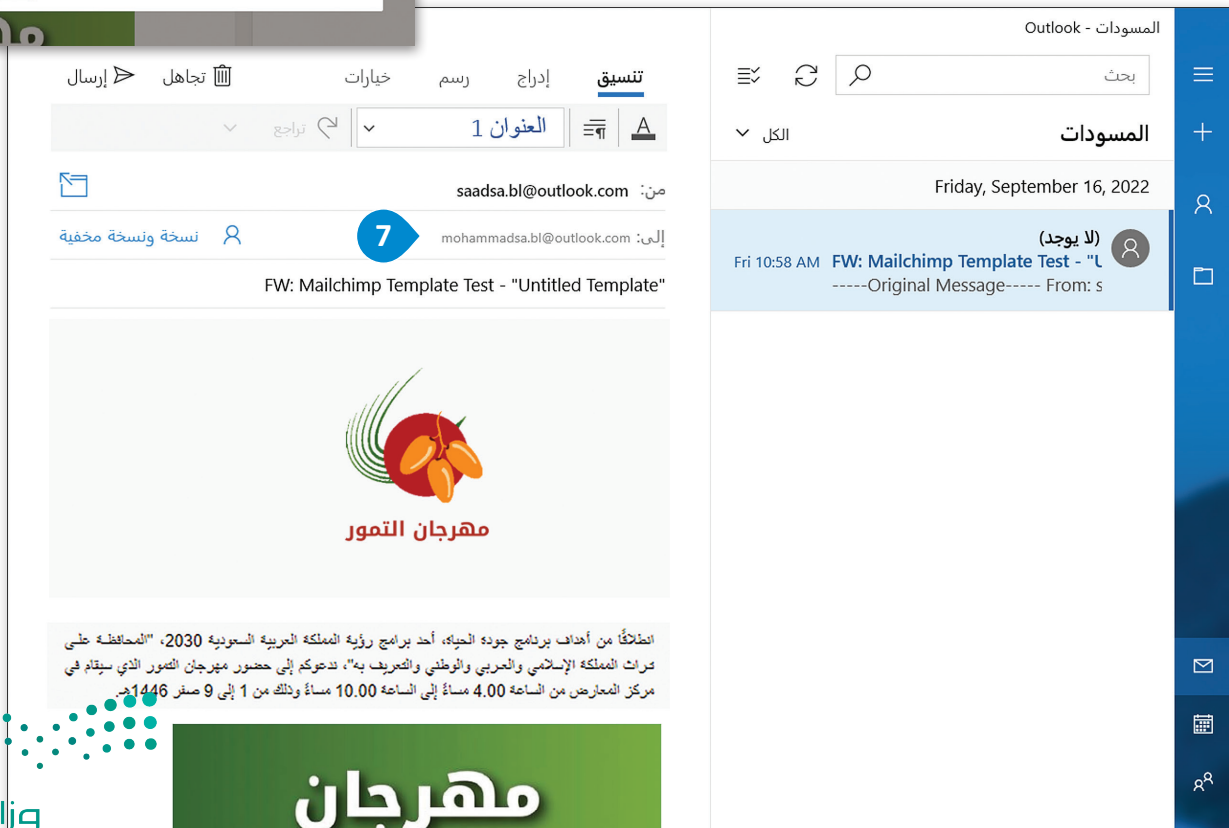 المسودات - Outlook
بحث
المسودات
الكل
Friday, September 16, 2022
(لا يوجد)
FW: Mailchimp Template Test - "U
Fri 10:58 AM
-----Original Message----- From: s
تنسيق
إدراج
رسم
خيارات
تجاهل
إرسال
العنوان 1
تراجع
من: saadsa.bl@outlook.com
إلى: mohammadsa.bl@outlook.com
7
نسخة ونسخة مخفية
FW: Mailchimp Template Test - "Untitled Template"
مهرجان التمور
انطلاقًا من أهداف برنامج جودة الحياة، أحد برامج رؤية المملكة العربية السعودية 2030، "المحافظة على
تراث المملكة الإسلامي والعربي والوطني والتعريف به"، ندعوكم إلى حضور مهرجان التمور الذي سيقام في
مركز المعارض من الساعة 4.00 مساءً إلى الساعة 10.00 مساءً وذلك من 1 إلى 9 صفر 1446هـ.
مهرجان